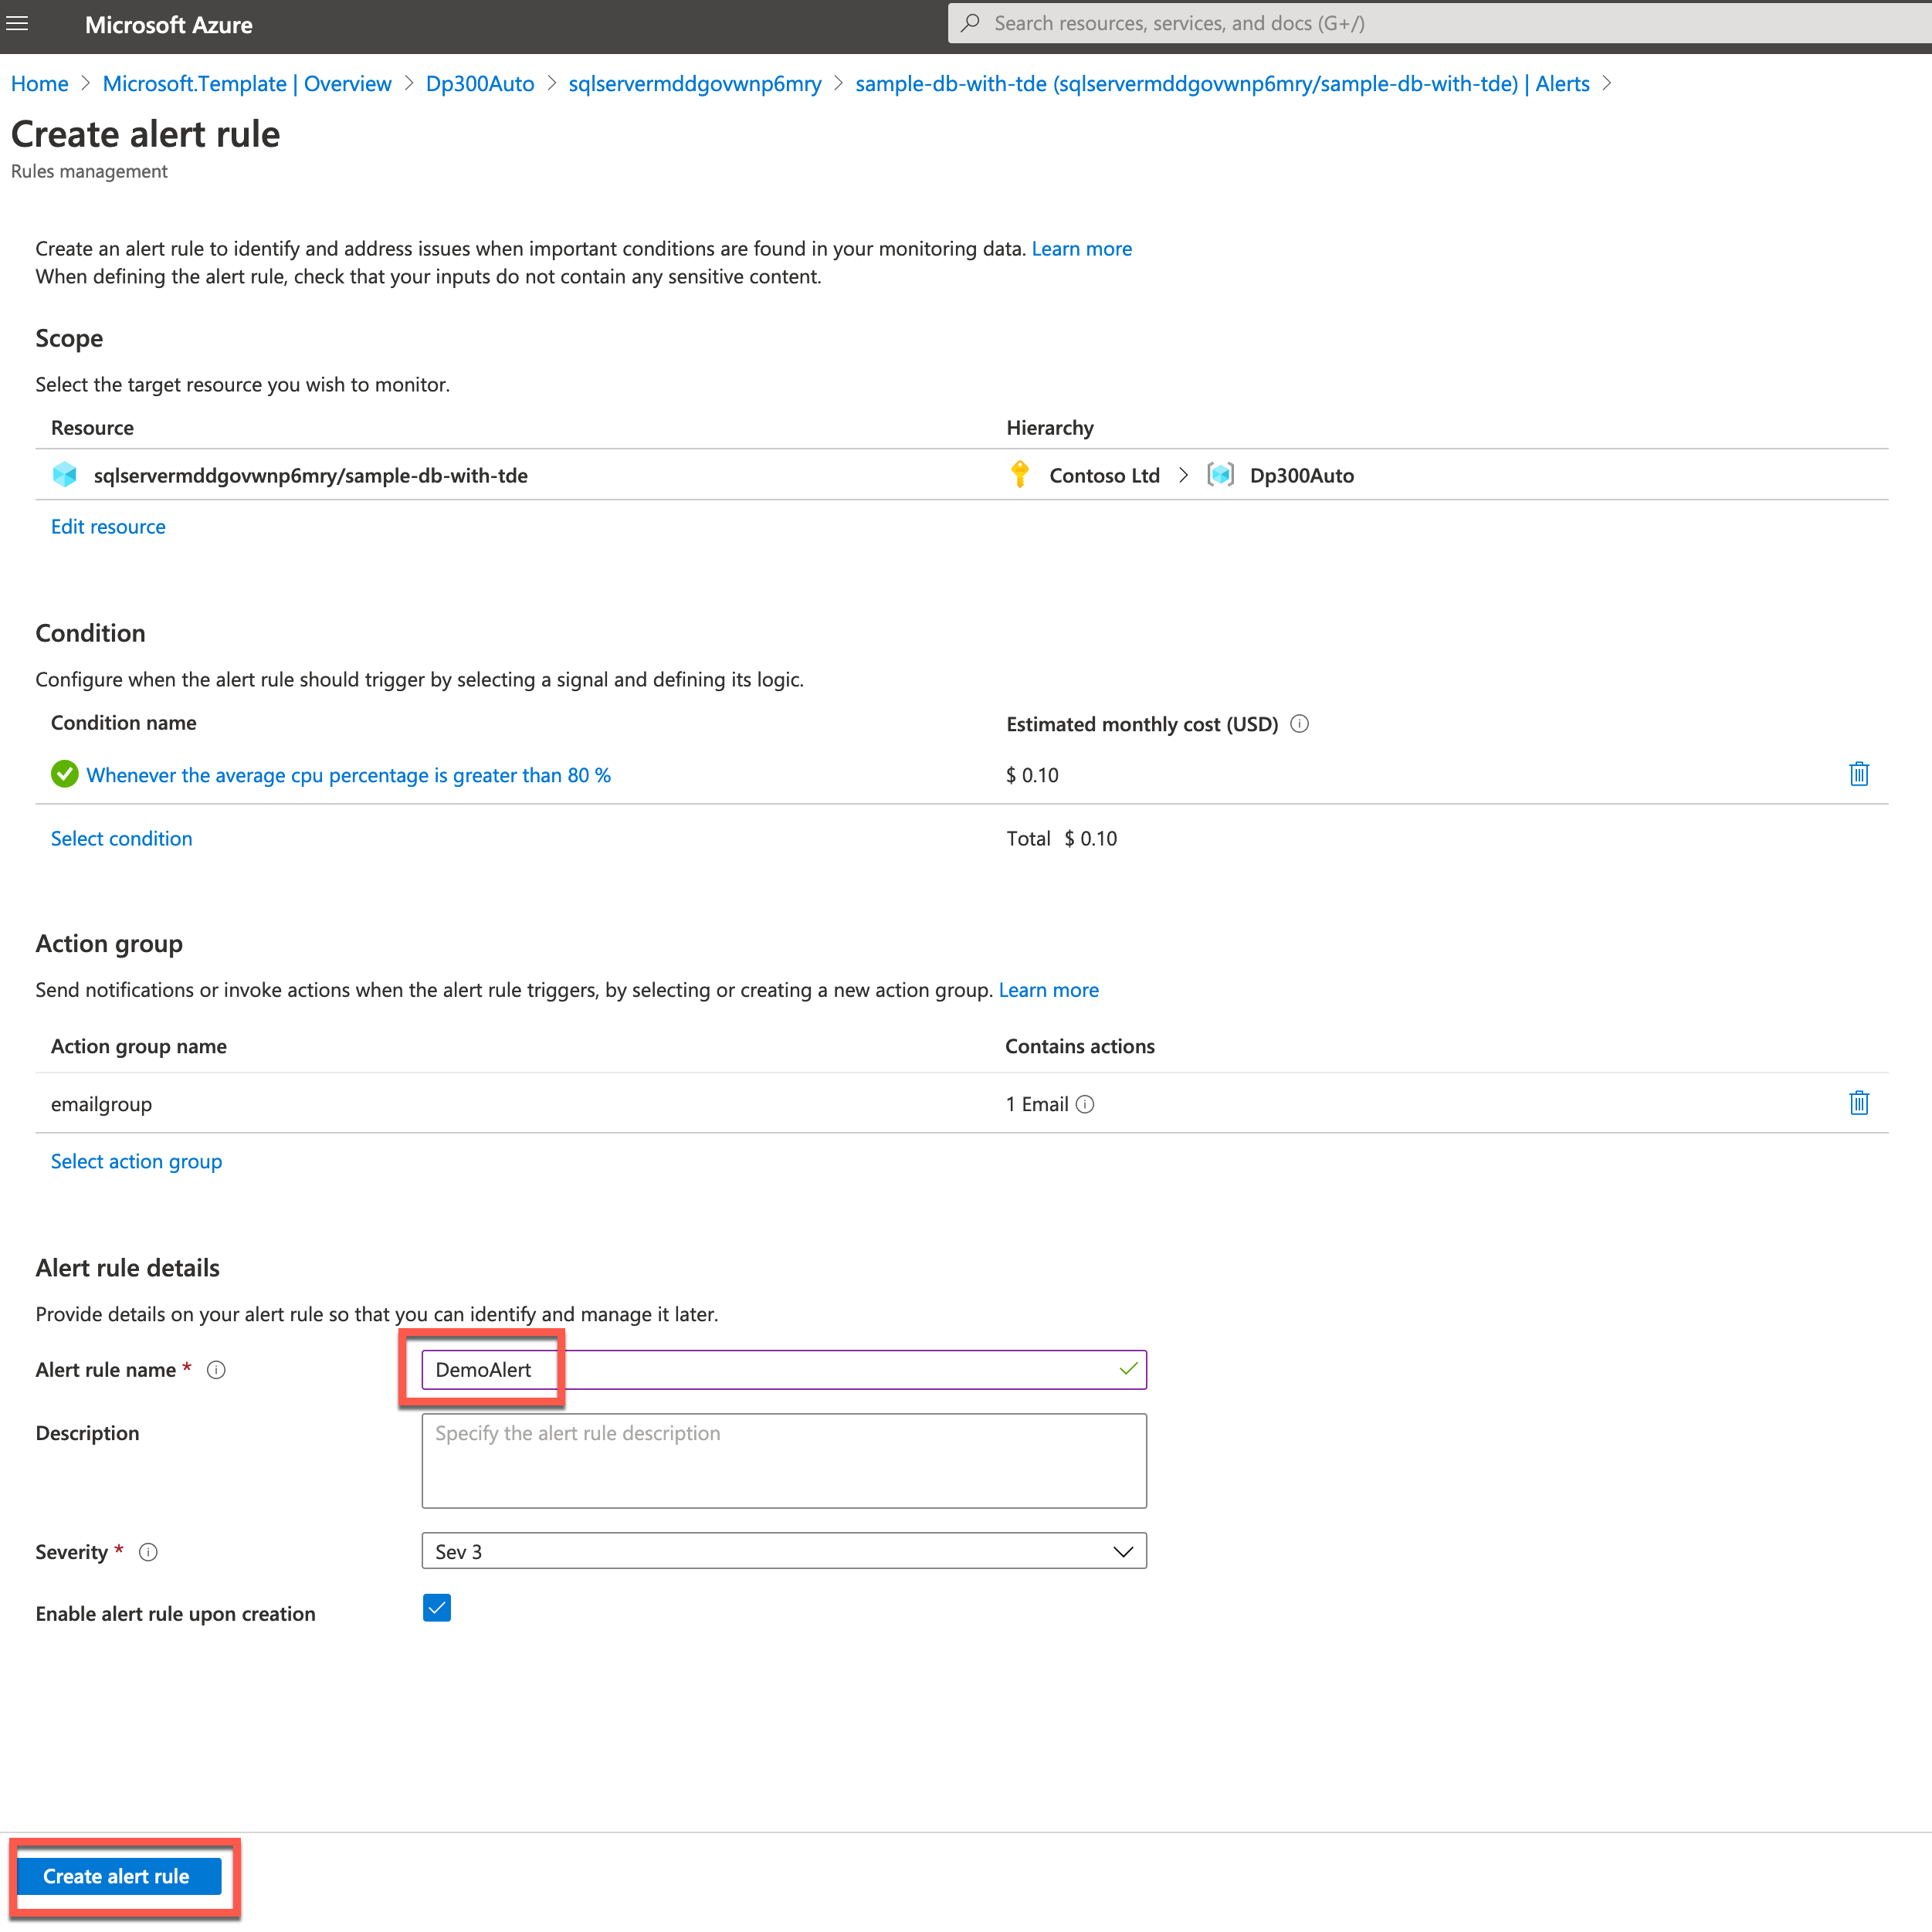 Microsoft Azure
Search resources, services, and docs (G+/)
Home > Microsoft.Template | Overview > Dp300Auto > sqlservermddgovwnp6mry > sample-db-with-tde (sqlservermddgovwnp6mry/sample-db-with-tde) | Alerts >
Create alert rule
Rules management
Create an alert rule to identify and address issues when important conditions are found in your monitoring data. Learn more
When defining the alert rule, check that your inputs do not contain any sensitive content.
Scope
Select the target resource you wish to monitor.
Resource Hierarchy
sqlservermddgovwnp6mry/sample-db-with-tde Contoso Ltd > Dp300Auto
Edit resource
Condition
Configure when the alert rule should trigger by selecting a signal and defining its logic.
Condition name Estimated monthly cost (USD)
Whenever the average cpu percentage is greater than 80 % $ 0.10
Select condition Total $ 0.10
Action group
Send notifications or invoke actions when the alert rule triggers, by selecting or creating a new action group. Learn more
Action group name Contains actions
emailgroup 1 Email
Select action group
Alert rule details
Provide details on your alert rule so that you can identify and manage it later.
Alert rule name * DemoAlert
Description Specify the alert rule description
Severity * Sev 3
Enable alert rule upon creation
Create alert rule